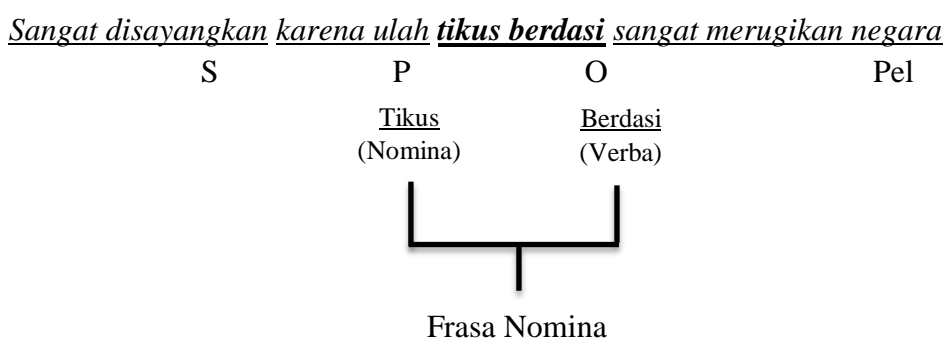 Sangat disayangkan karena ulah tikus berdasi sangat merugikan negara
S P O Pel
Tikus Berdasi
(Nomina) (Verba)
Frasa Nomina